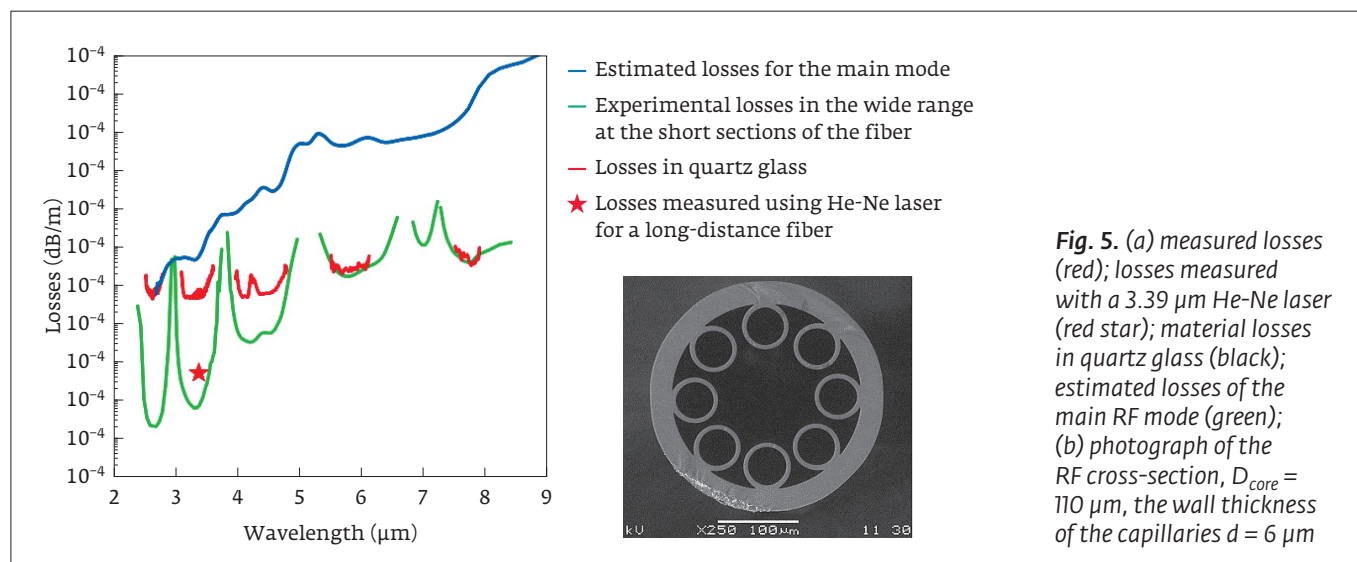 10⁻⁴
10⁻⁴
10⁻⁴
10⁻⁴
10⁻⁴
10⁻⁴
10⁻⁴
10⁻⁴
10⁻⁴
10⁻⁴
10⁻⁴
10⁻⁴
Losses (dB/m)
2 3 4 5 6 7 8 9
Wavelength (µm)
Estimated losses for the main mode
Experimental losses in the wide range
at the short sections of the fiber
Losses in quartz glass
Losses measured using He-Ne laser
for a long-distance fiber
kV X250 100µm 11 30
Fig. 5. (a) measured losses
(red); losses measured
with a 3.39 µm He-Ne laser
(red star); material losses
in quartz glass (black);
estimated losses of the
main RF mode (green);
(b) photograph of the
RF cross-section, D_core =
110 µm, the wall thickness
of the capillaries d = 6 µm